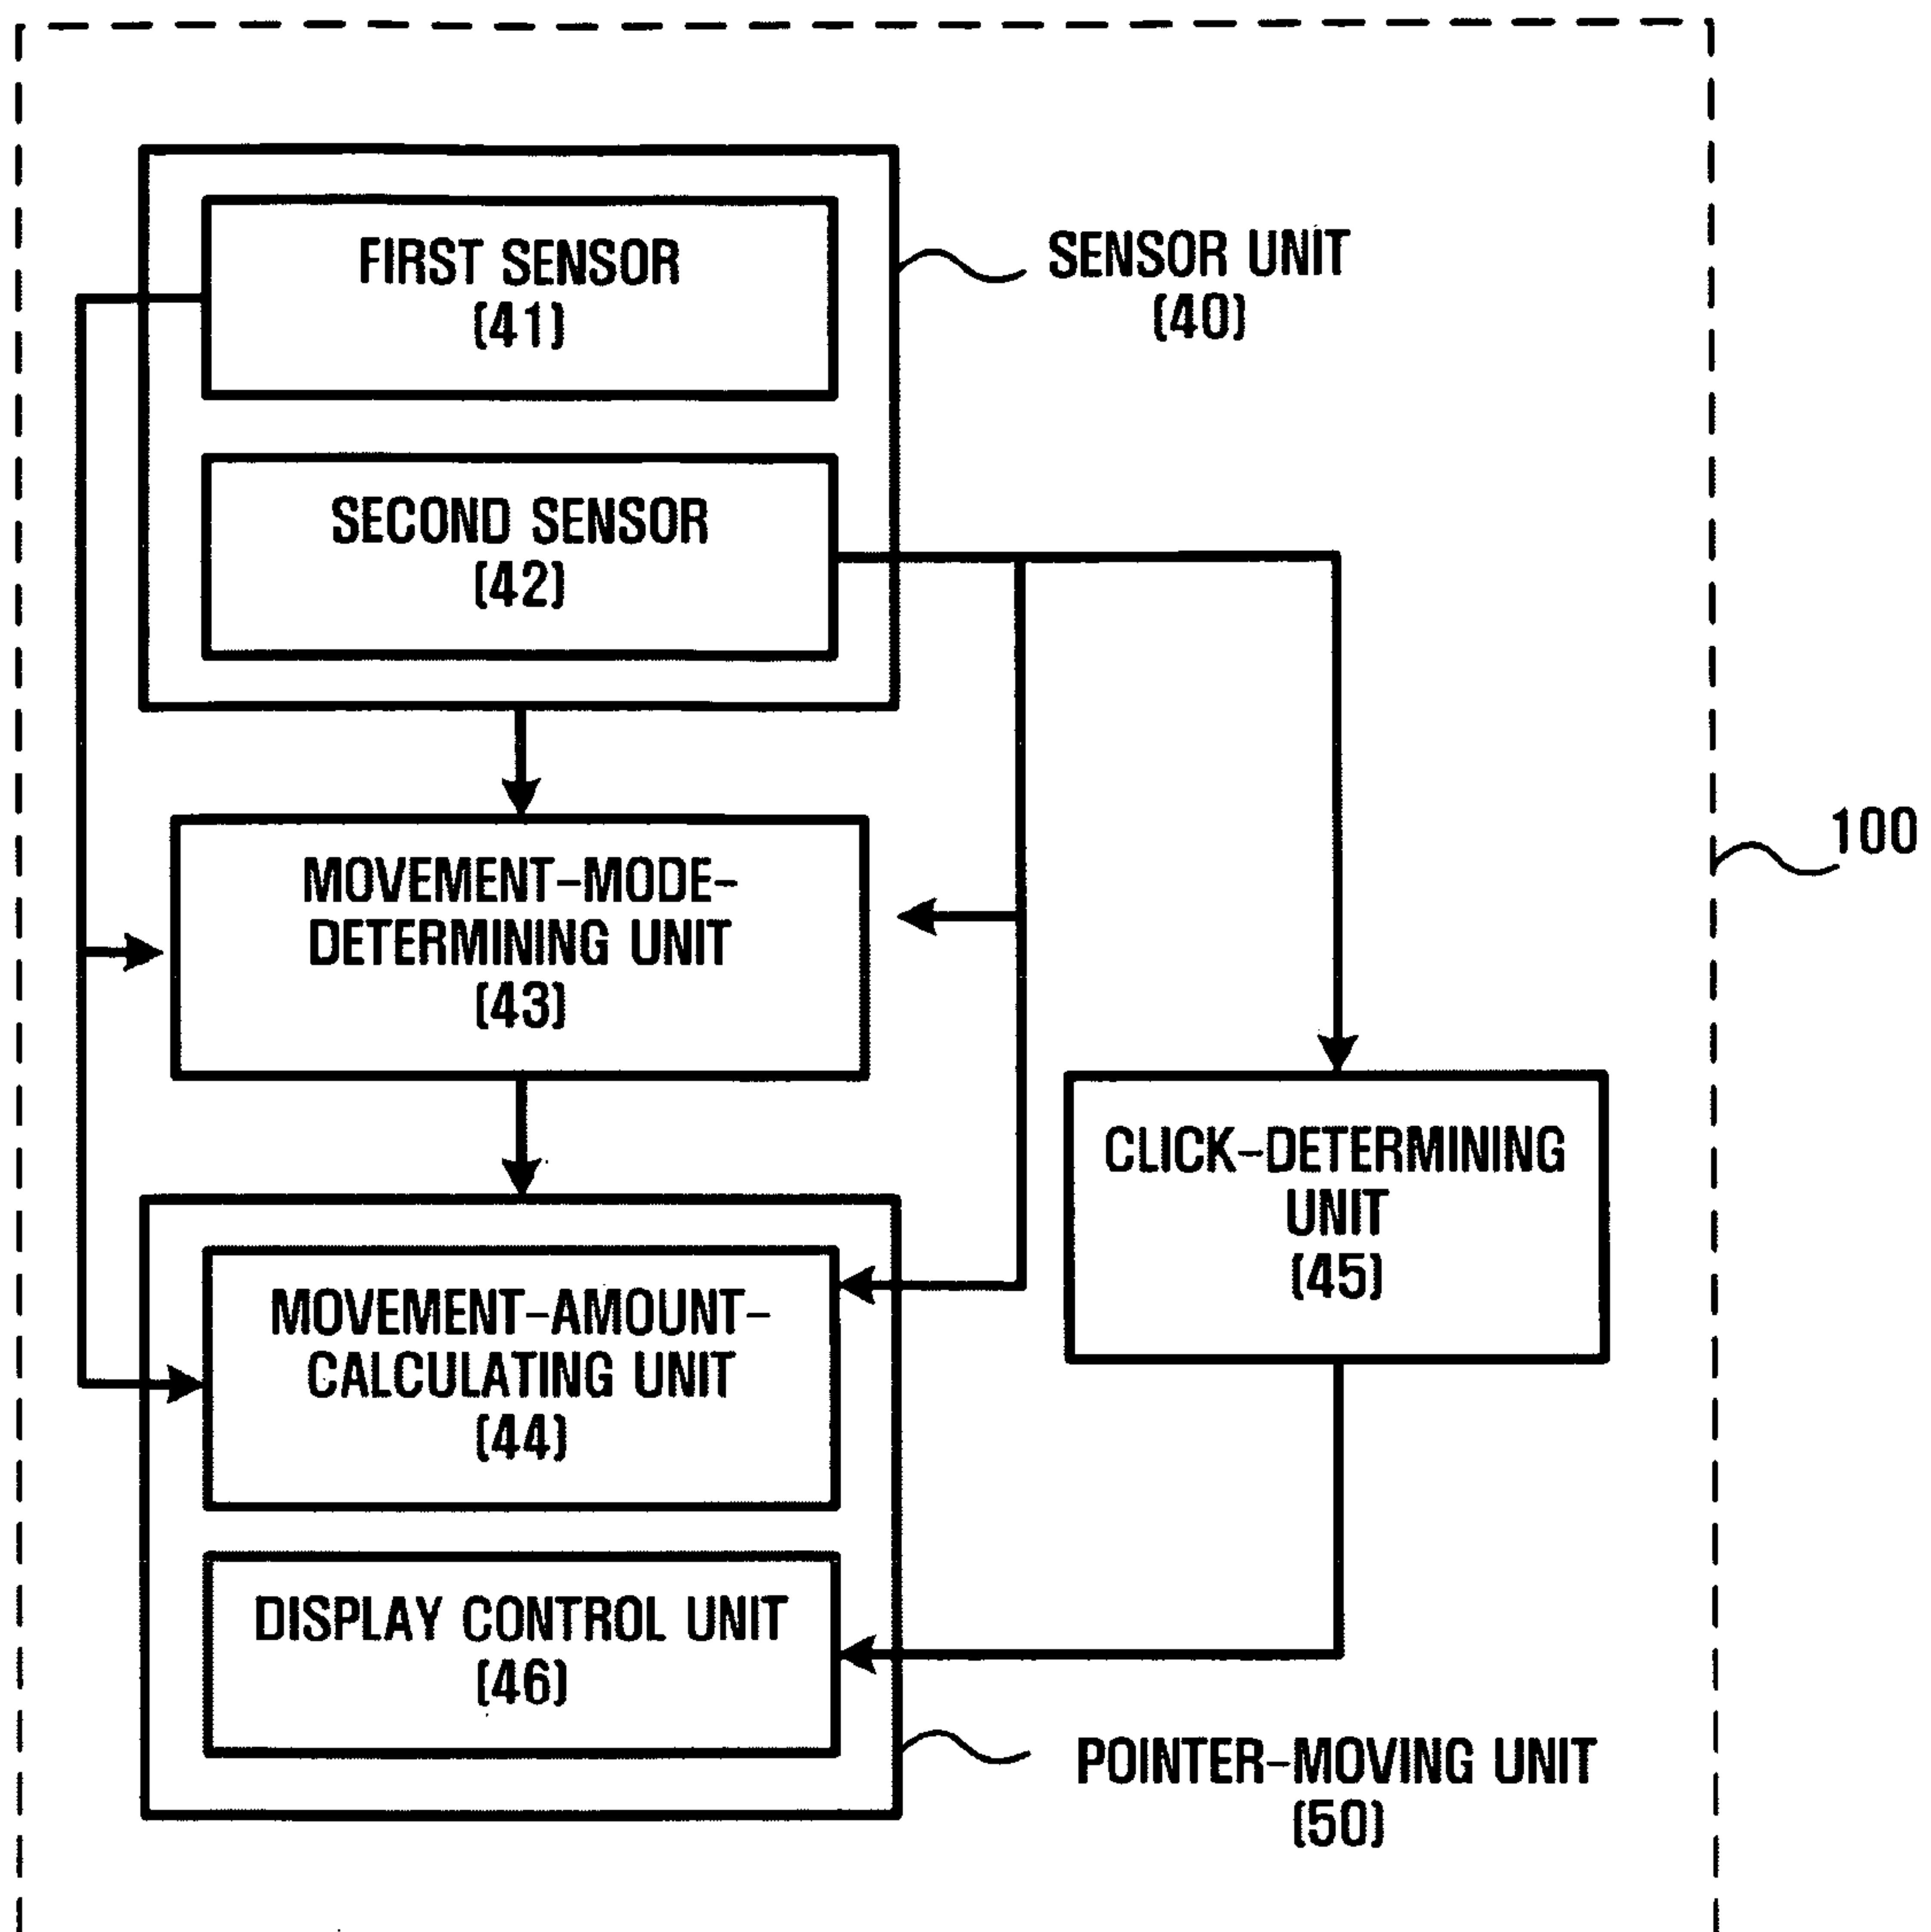 FIRST SENSOR
(41)
SENSOR UNIT
(40)
SECOND SENSOR
(42)
MOVEMENT-MODE-
DETERMINING UNIT
(43)
100
CLICK-DETERMINING
UNIT
(45)
MOVEMENT-AMOUNT-
CALCULATING UNIT
(44)
DISPLAY CONTROL UNIT
(46)
POINTER-MOVING UNIT
(50)